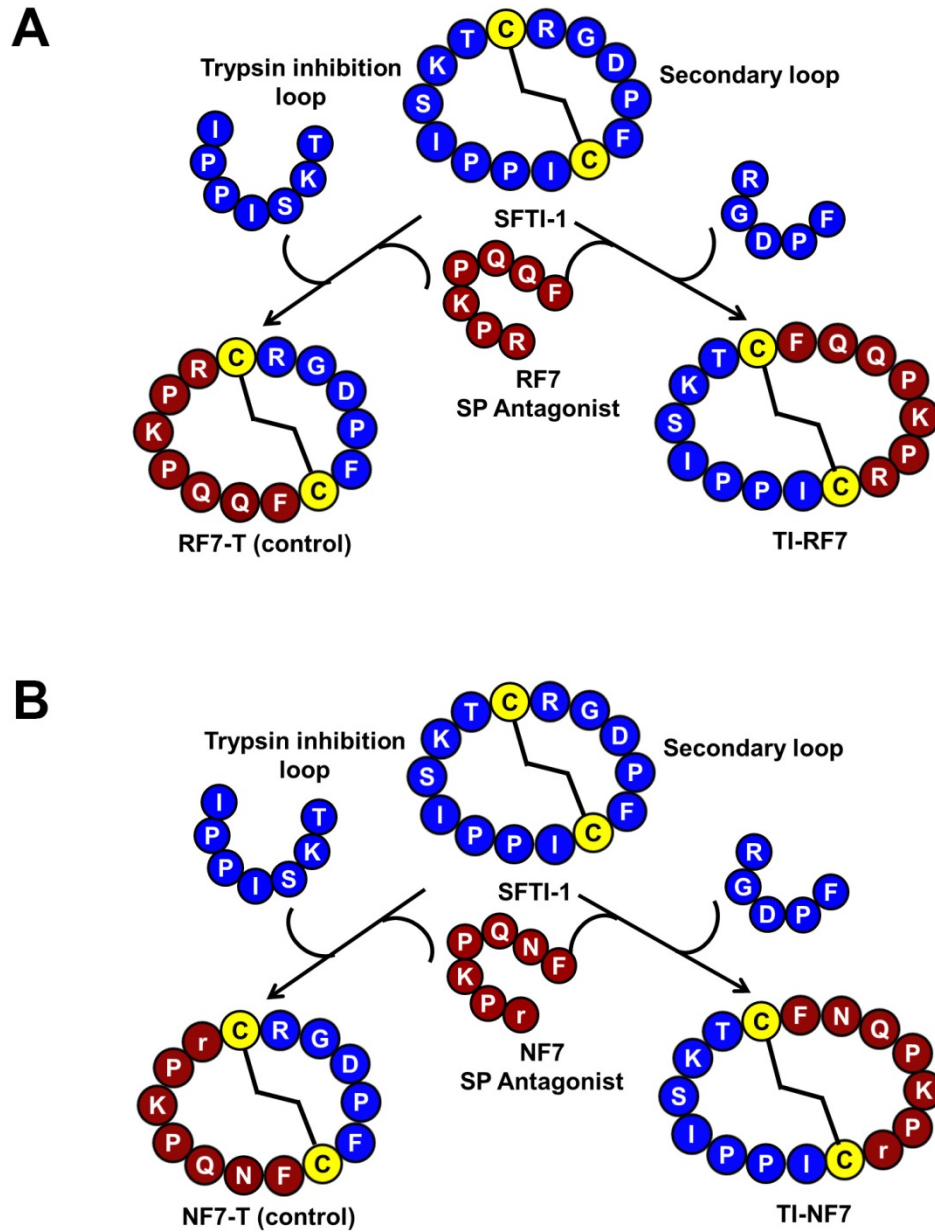 A
Trypsin inhibition
loop
Secondary loop
T C R G D P F C I P P I S K
I P P I S K T
SFTI-1
R G D P F
P Q Q F
K P R
RF7
SP Antagonist
R C R G D P F C F Q Q P K P
RF7-T (control)
T C F Q Q P K P R C I P P I S K
TI-RF7
B
Trypsin inhibition
loop
Secondary loop
T C R G D P F C I P P I S K
I P P I S K T
SFTI-1
R G D P F
P Q N F
K P r
NF7
SP Antagonist
r C R G D P F C F N Q P K P
NF7-T (control)
T C F N Q P K P r C I P P I S K
TI-NF7